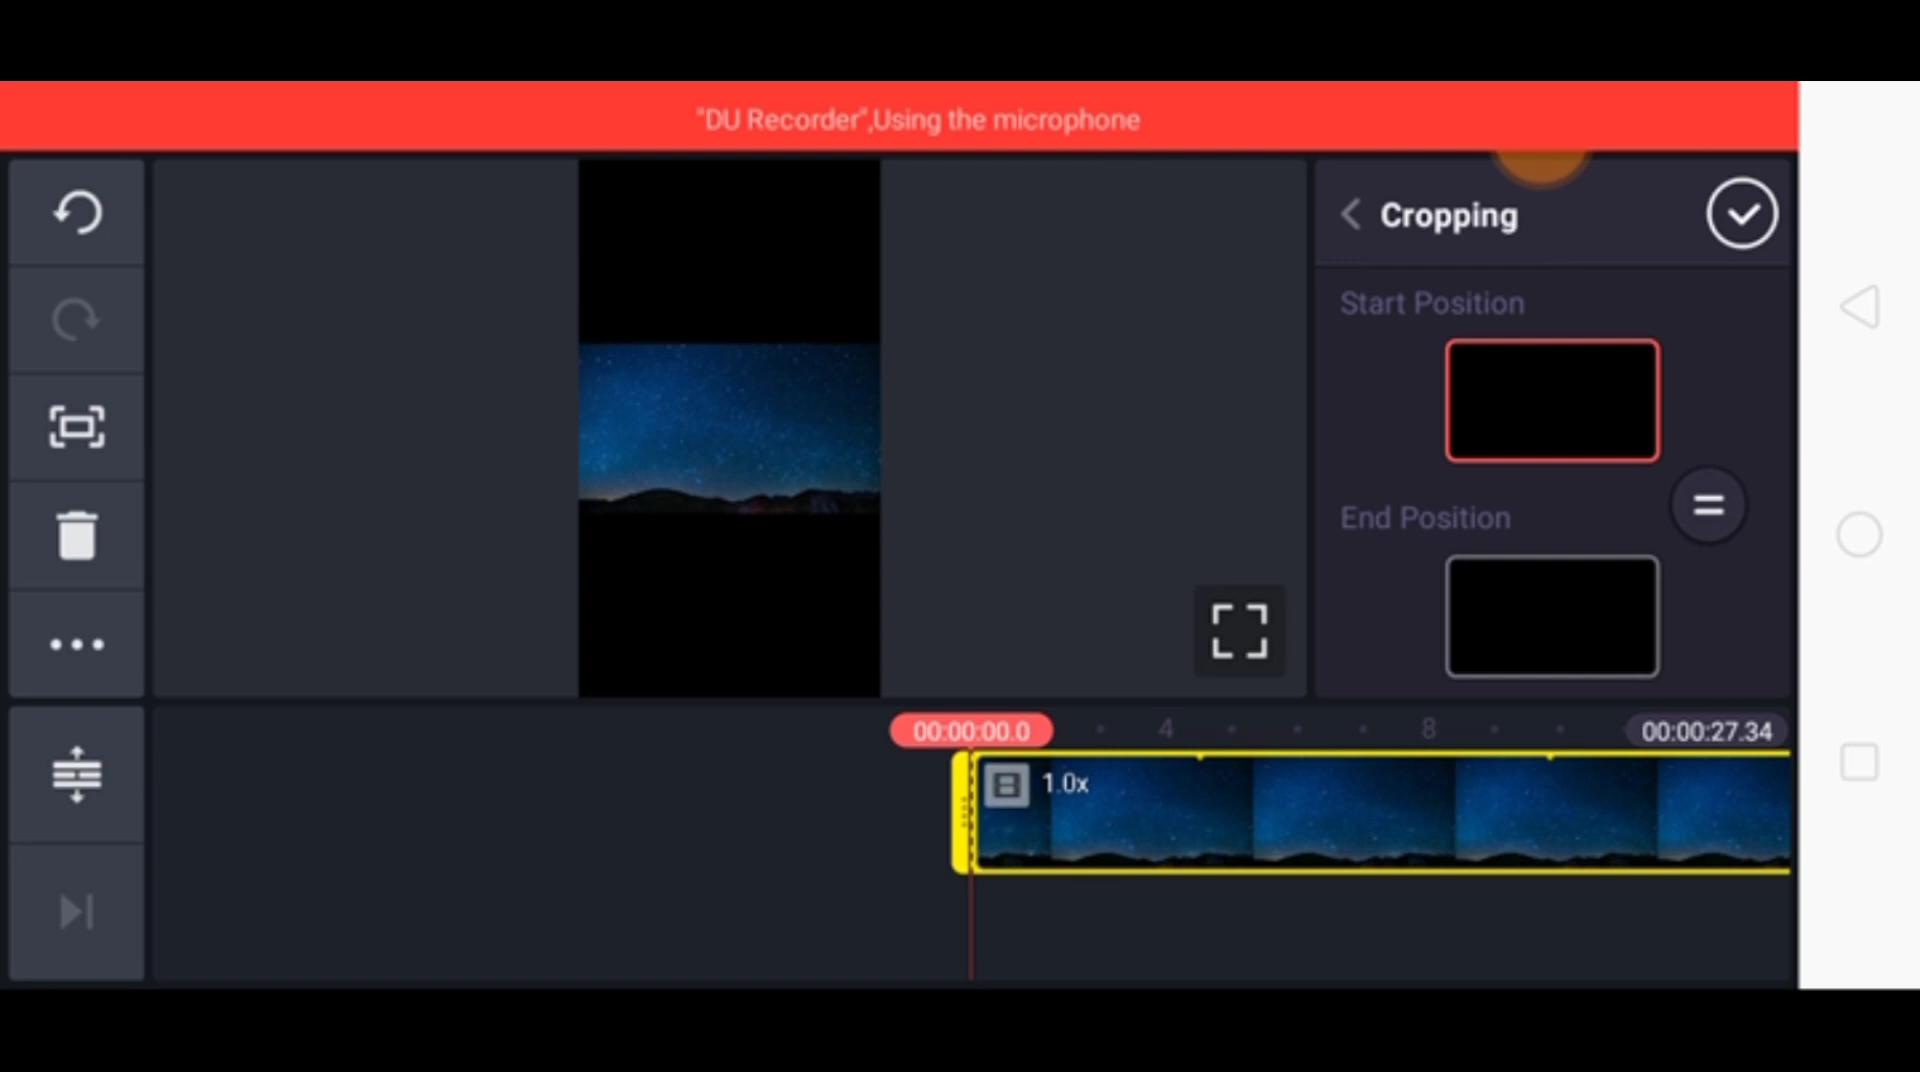 "DU Recorder",Using the microphone
Cropping
Start Position
End Position
00:00:00.0
4
8
00:00:27.34
1.0x